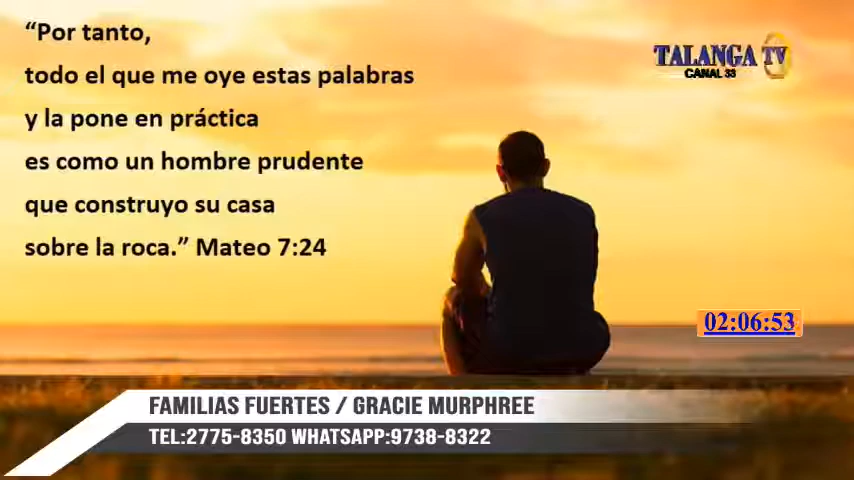 “Por tanto,
todo el que me oye estas palabras
y la pone en práctica
es como un hombre prudente
que construyo su casa
sobre la roca.” Mateo 7:24
TALANGA TV
CANAL 33
02:06:53
FAMILIAS FUERTES / GRACIE MURPHREE
TEL:2775-8350 WHATSAPP:9738-8322